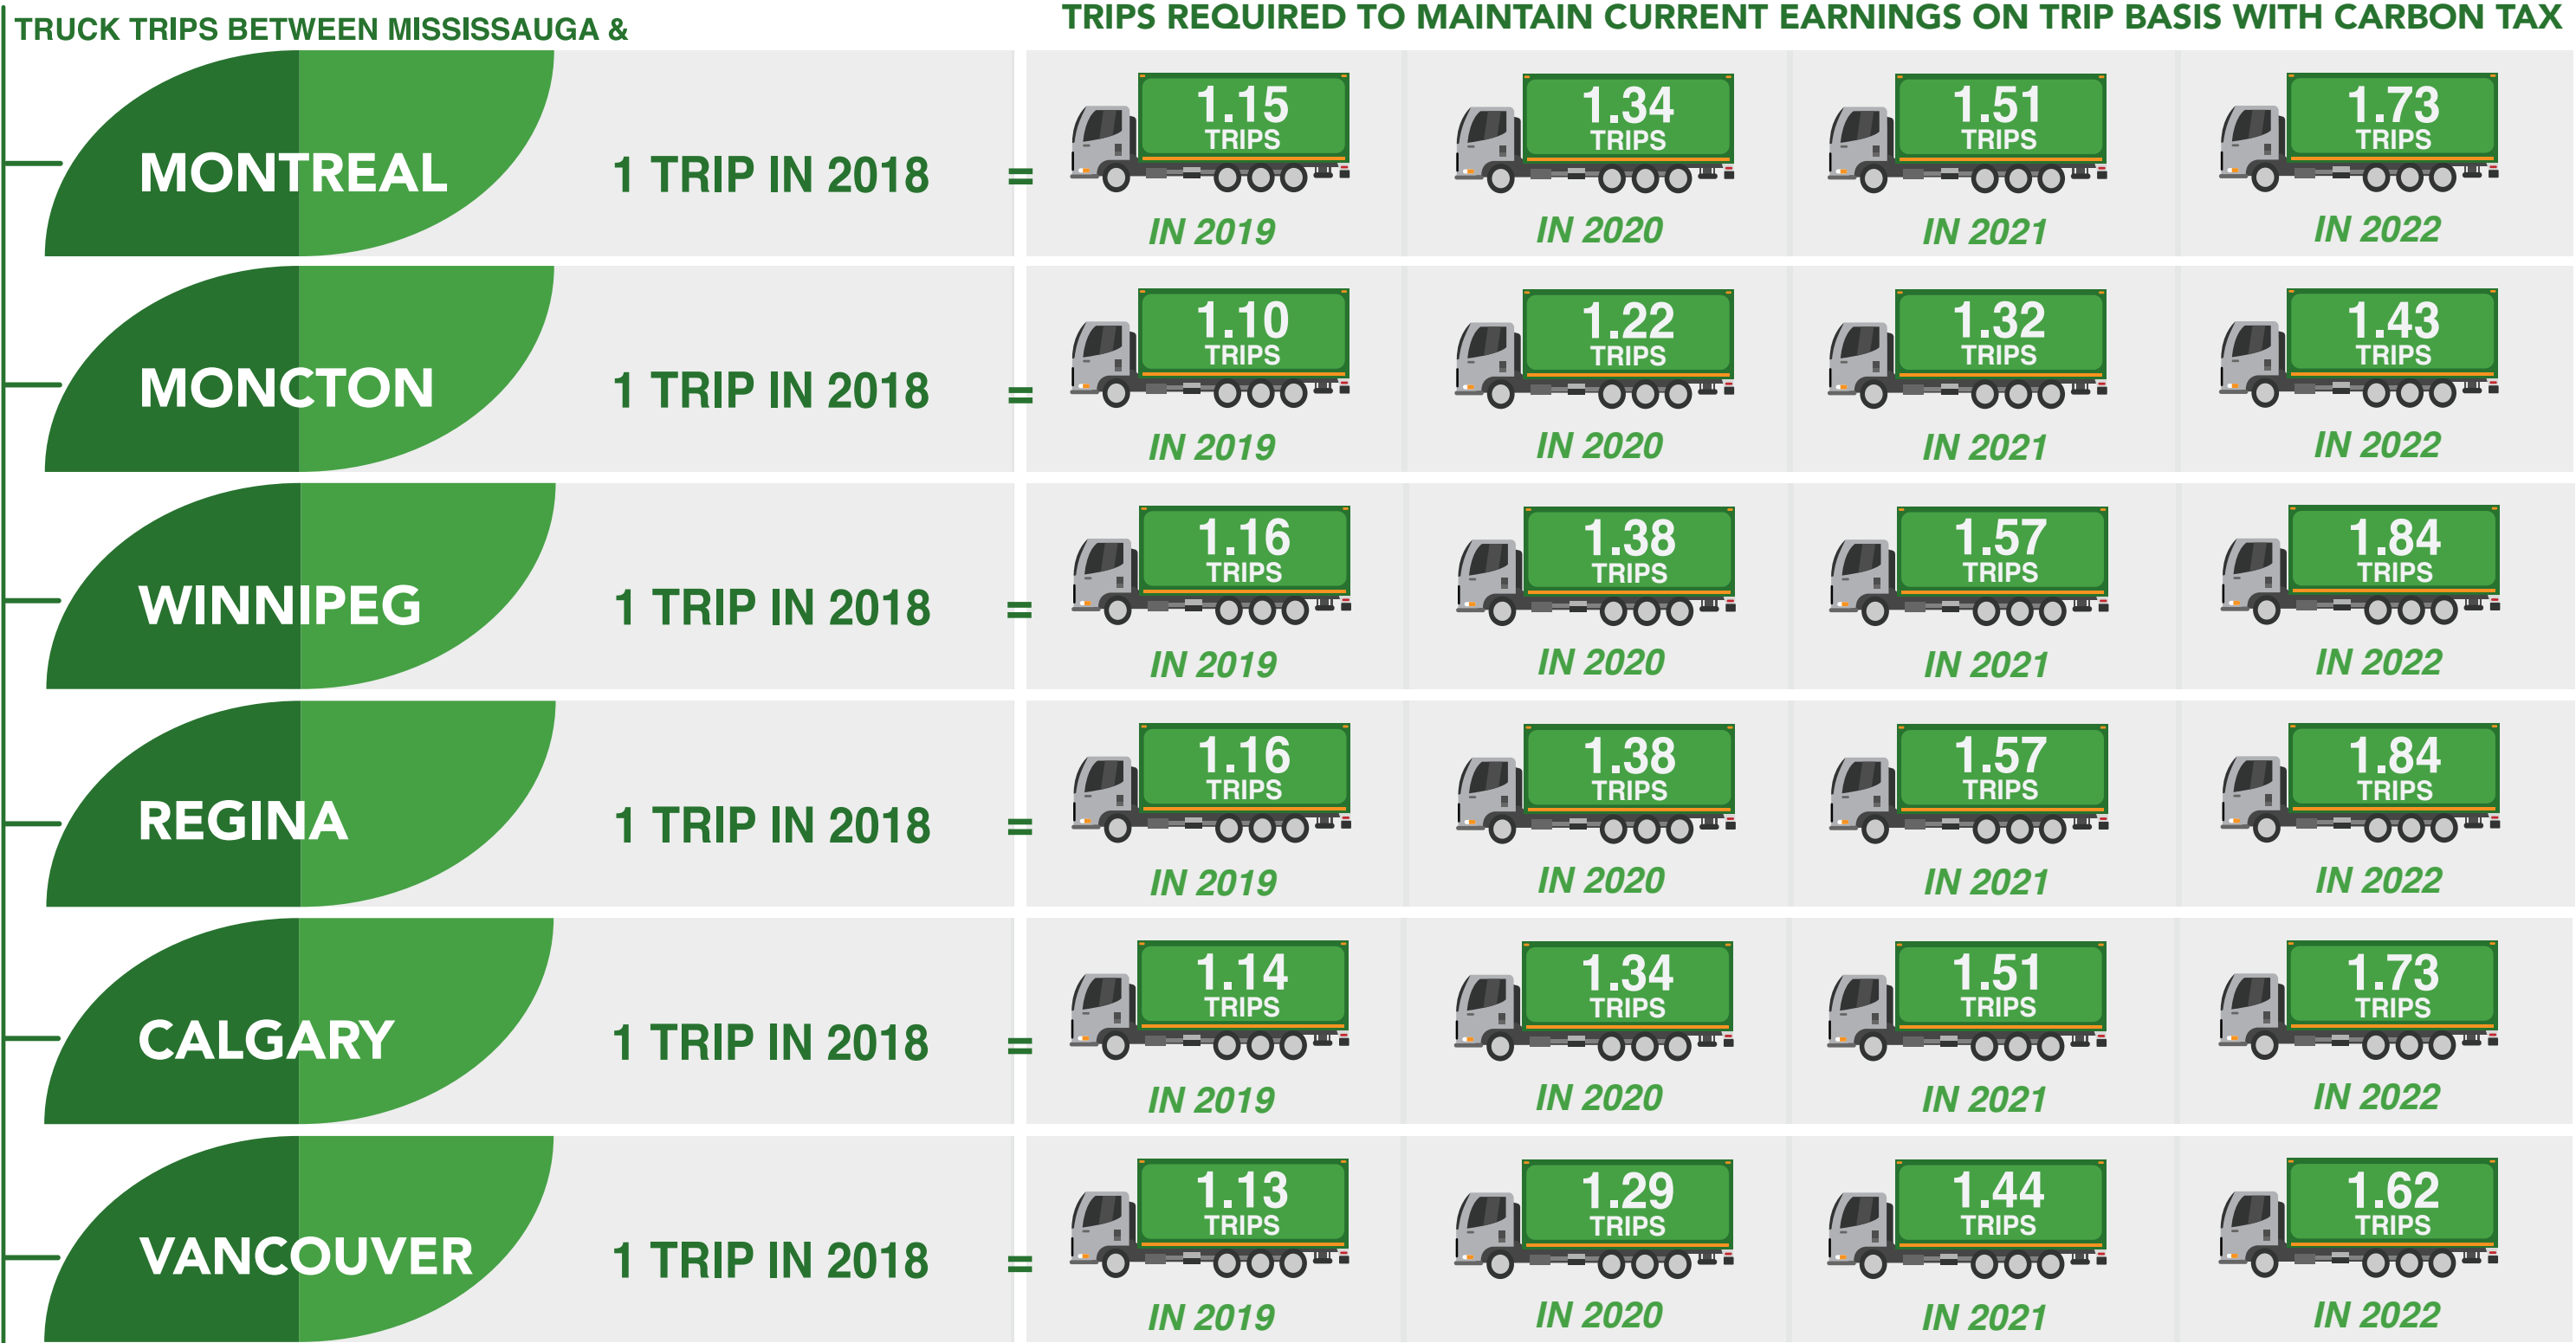 TRUCK TRIPS BETWEEN MISSISSAUGA &
TRIPS REQUIRED TO MAINTAIN CURRENT EARNINGS ON TRIP BASIS WITH CARBON TAX
MONTREAL
1 TRIP IN 2018
=
1.15
TRIPS
IN 2019
1.34
TRIPS
IN 2020
1.51
TRIPS
IN 2021
1.73
TRIPS
IN 2022
MONCTON
1 TRIP IN 2018
=
1.10
TRIPS
IN 2019
1.22
TRIPS
IN 2020
1.32
TRIPS
IN 2021
1.43
TRIPS
IN 2022
WINNIPEG
1 TRIP IN 2018
=
1.16
TRIPS
IN 2019
1.38
TRIPS
IN 2020
1.57
TRIPS
IN 2021
1.84
TRIPS
IN 2022
REGINA
1 TRIP IN 2018
=
1.16
TRIPS
IN 2019
1.38
TRIPS
IN 2020
1.57
TRIPS
IN 2021
1.84
TRIPS
IN 2022
CALGARY
1 TRIP IN 2018
=
1.14
TRIPS
IN 2019
1.34
TRIPS
IN 2020
1.51
TRIPS
IN 2021
1.73
TRIPS
IN 2022
VANCOUVER
1 TRIP IN 2018
=
1.13
TRIPS
IN 2019
1.29
TRIPS
IN 2020
1.44
TRIPS
IN 2021
1.62
TRIPS
IN 2022